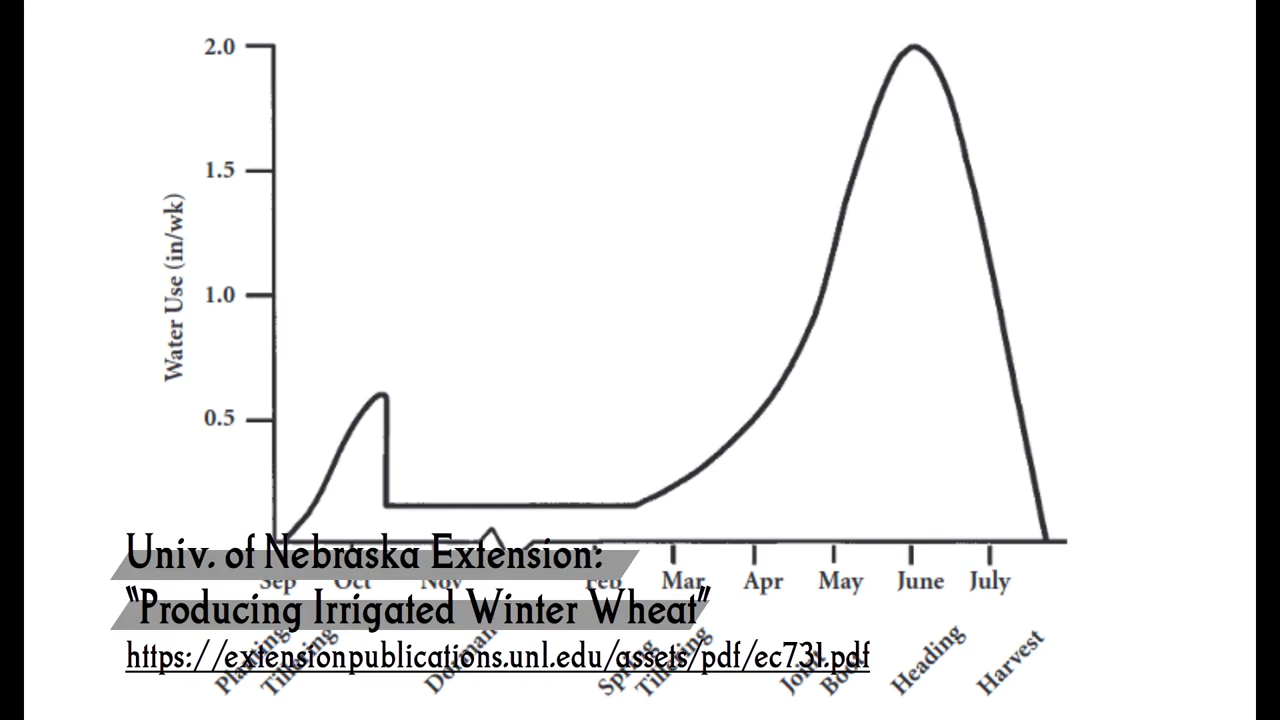 2.0
1.5
Water Use (in/wk)
1.0
0.5
Univ. of Nebraska Extension:
Sep Oct Nov Feb Mar Apr May June July
"Producing Irrigated Winter Wheat"
https://extensionpublications.unl.edu/assets/pdf/ec731.pdf
Planting Tillering Spring Tillering Heading Harvest